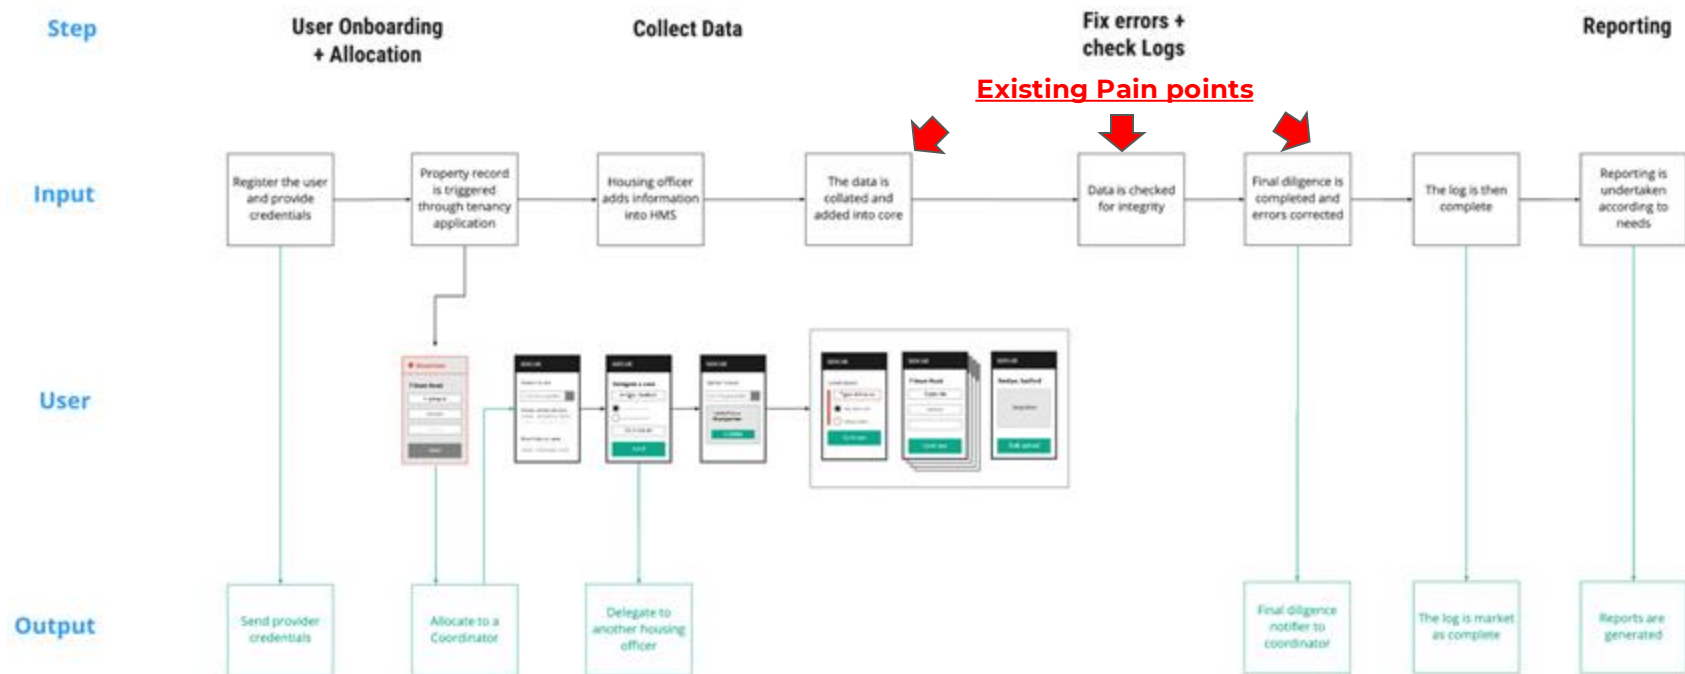 Step
User Onboarding
+ Allocation
Collect Data
Fix errors +
check Logs
Reporting
Existing Pain points
Input
Register the user
and provide
credentials
Property record
is triggered
through tenancy
application
Housing officer
adds information
into HMS
The data is
collated and
added into core
Data is checked
for integrity
Final diligence is
completed and
errors corrected
The log is then
complete
Reporting is
undertaken
according to
needs
User
Delegate a case
Output
Send provider
credentials
Allocate to a
Coordinator
Delegate to
another housing
officer
Final diligence
notifier to
coordinator
The log is market
as complete
Reports are
generated